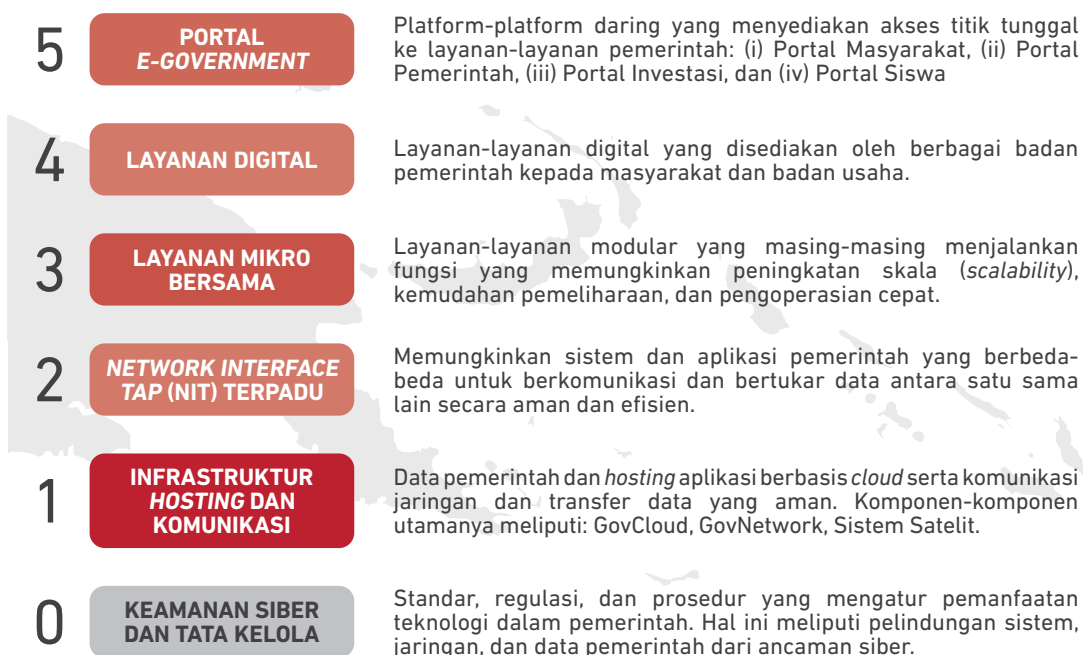 5
PORTAL
E-GOVERNMENT
Platform-platform daring yang menyediakan akses titik tunggal
ke layanan-layanan pemerintah: (i) Portal Masyarakat, (ii) Portal
Pemerintah, (iii) Portal Investasi, dan (iv) Portal Siswa
4
LAYANAN DIGITAL
Layanan-layanan digital yang disediakan oleh berbagai badan
pemerintah kepada masyarakat dan badan usaha.
3
LAYANAN MIKRO
BERSAMA
Layanan-layanan modular yang masing-masing menjalankan
fungsi yang memungkinkan peningkatan skala (scalability),
kemudahan pemeliharaan, dan pengoperasian cepat.
2
NETWORK INTERFACE
TAP (NIT) TERPADU
Memungkinkan sistem dan aplikasi pemerintah yang berbeda-
beda untuk berkomunikasi dan bertukar data antara satu sama
lain secara aman dan efisien.
1
INFRASTRUKTUR
HOSTING DAN
KOMUNIKASI
Data pemerintah dan hosting aplikasi berbasis cloud serta komunikasi
jaringan dan transfer data yang aman. Komponen-komponen
utamanya meliputi: GovCloud, GovNetwork, Sistem Satelit.
0
KEAMANAN SIBER
DAN TATA KELOLA
Standar, regulasi, dan prosedur yang mengatur pemanfaatan
teknologi dalam pemerintah. Hal ini meliputi pelindungan sistem,
jaringan, dan data pemerintah dari ancaman siber.